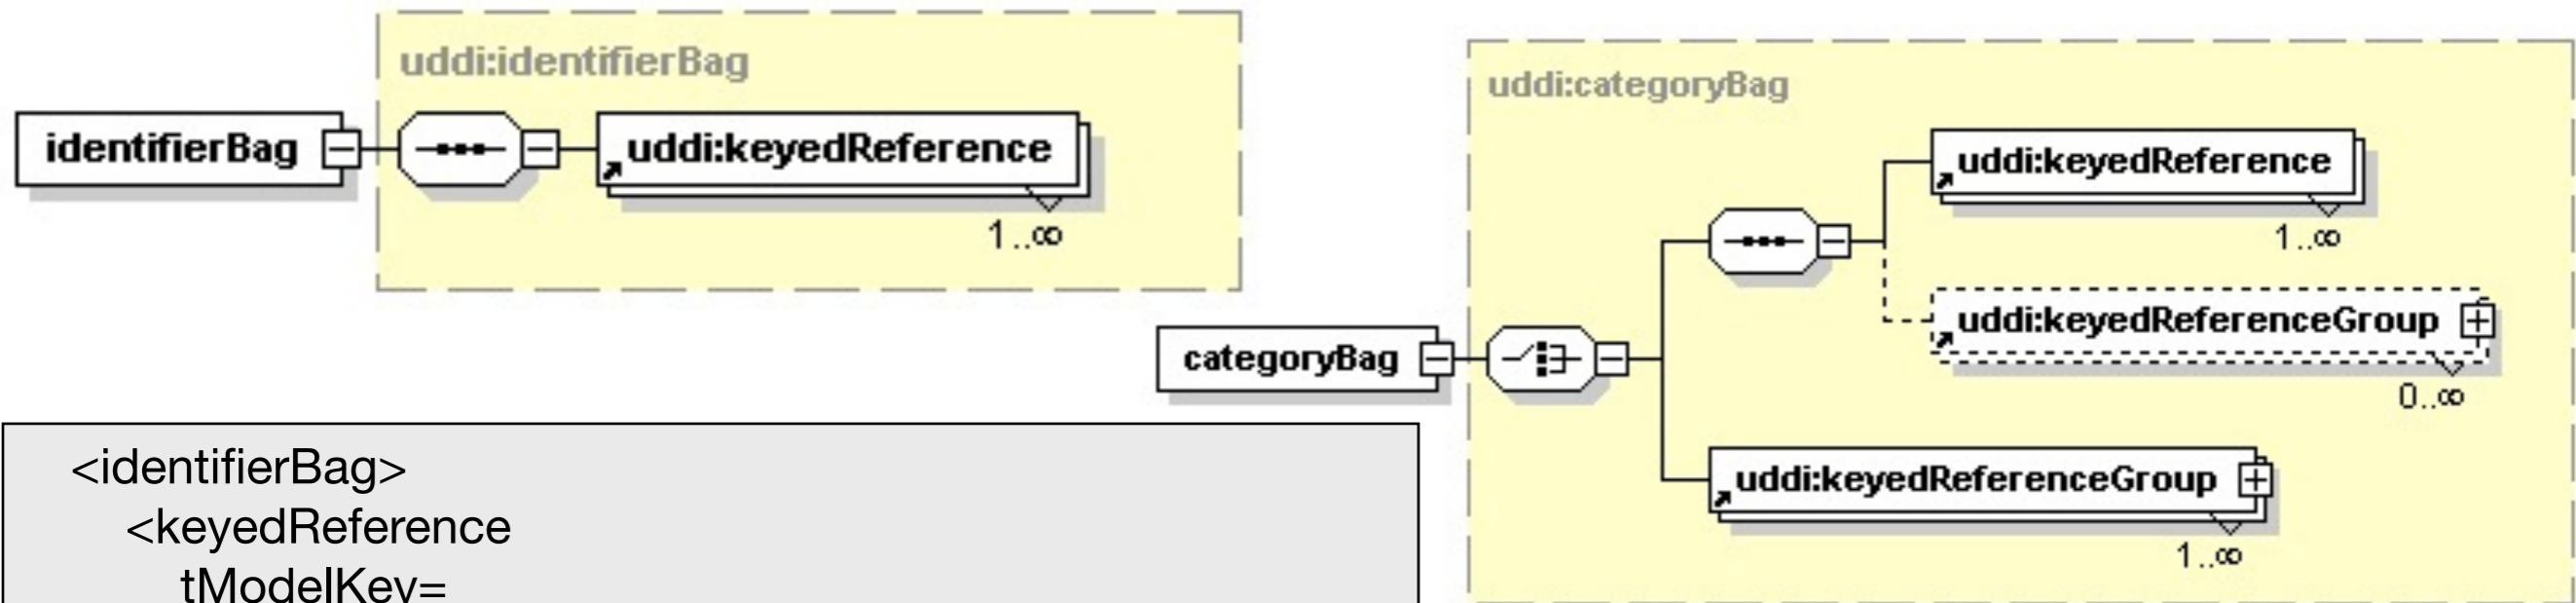 uddi:identifierBag
identifierBag
uddi:keyedReference
1..∞
uddi:categoryBag
uddi:keyedReference
1..∞
uddi:keyedReferenceGroup
0..∞
categoryBag
uddi:keyedReferenceGroup
1..∞
<identifierBag>
<keyedReference
tModelKey=